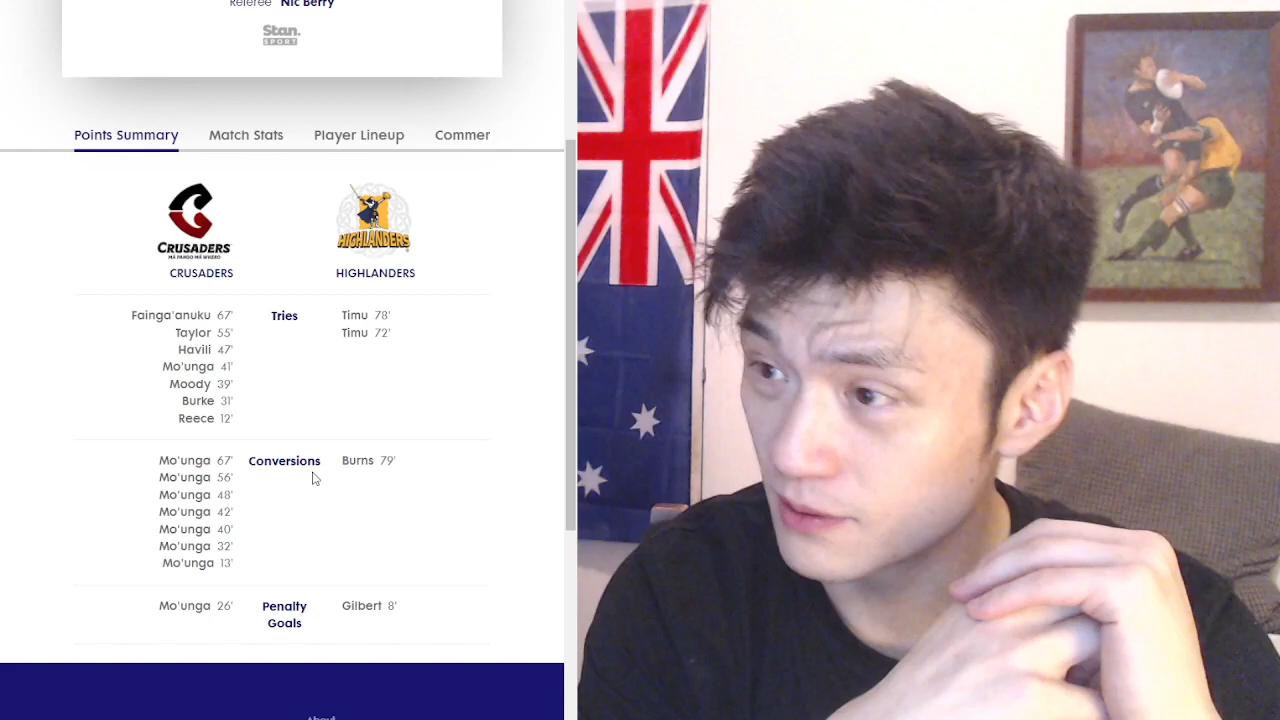 Referee Nic Berry
Stan.
SPORT
Points Summary Match Stats Player Lineup Commer
CRUSADERS
HIGHLANDERS
CRUSADERS HIGHLANDERS
Fainga'anuku 67' Tries Timu 78'
Taylor 55' Timu 72'
Havili 47'
Mo'unga 41'
Moody 39'
Burke 31'
Reece 12'
Mo'unga 67' Conversions Burns 79'
Mo'unga 56'
Mo'unga 48'
Mo'unga 42'
Mo'unga 40'
Mo'unga 32'
Mo'unga 13'
Mo'unga 26' Penalty Gilbert 8'
Goals
About